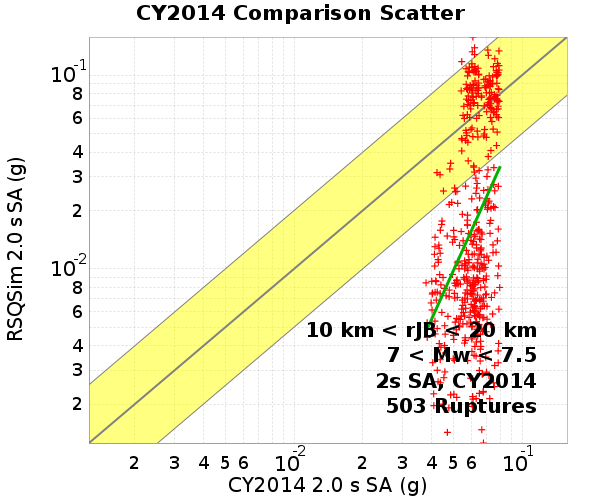 CY2014 Comparison Scatter
RSQSim 2.0 s SA (g)
10⁻¹
8
6
4
3
2
10⁻²
8
6
4
3
2
10 km < rJB < 20 km
7 < Mw < 7.5
2s SA, CY2014
503 Ruptures
2 3 4 5 6 10⁻² 2 3 4 5 6 10⁻¹
CY2014 2.0 s SA (g)